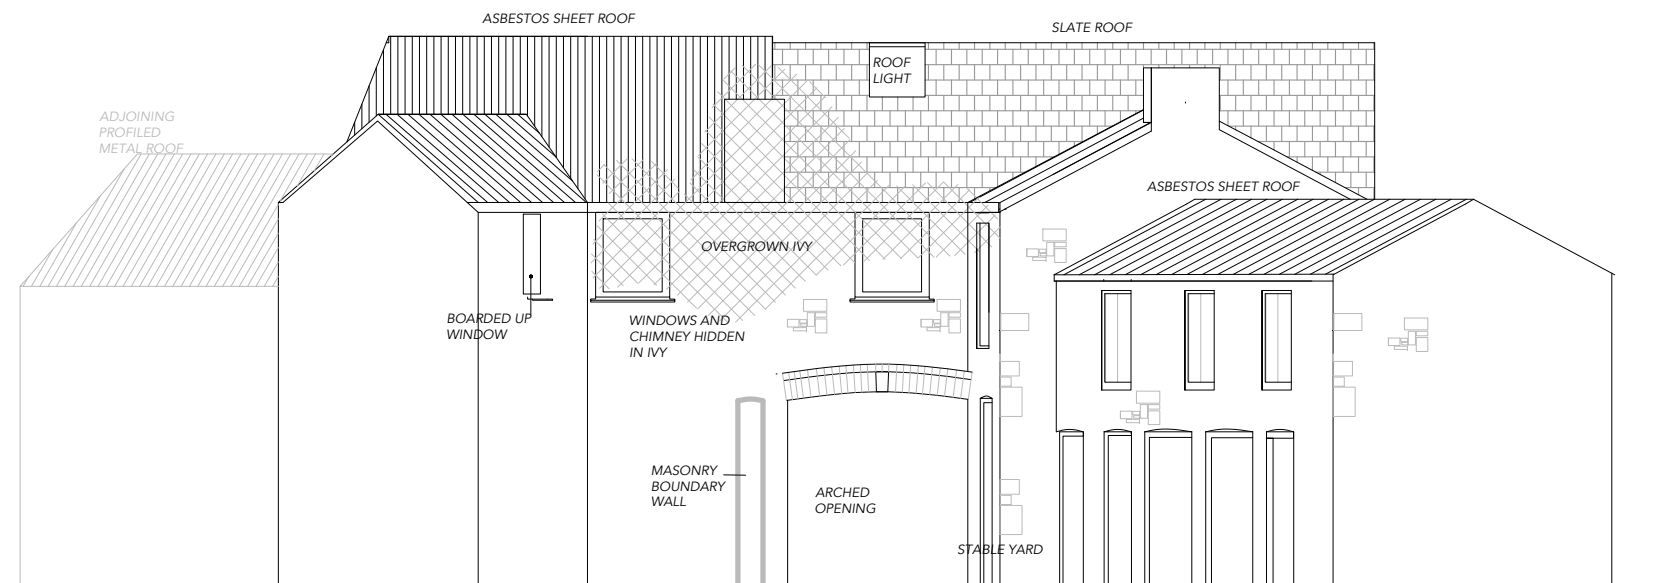 ASBESTOS SHEET ROOF
SLATE ROOF
ROOF
LIGHT
ADJOINING
PROFILED
METAL ROOF
ASBESTOS SHEET ROOF
OVERGROWN IVY
BOARDED UP
WINDOW
WINDOWS AND
CHIMNEY HIDDEN
IN IVY
MASONRY
BOUNDARY
WALL
ARCHED
OPENING
STABLE YARD